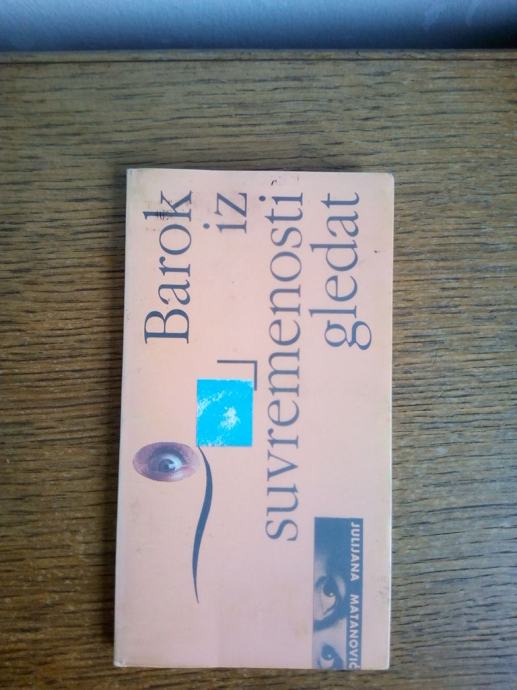 Barok
iz
suvremenosti
gledat
JULIJANA MATANOVIĆ